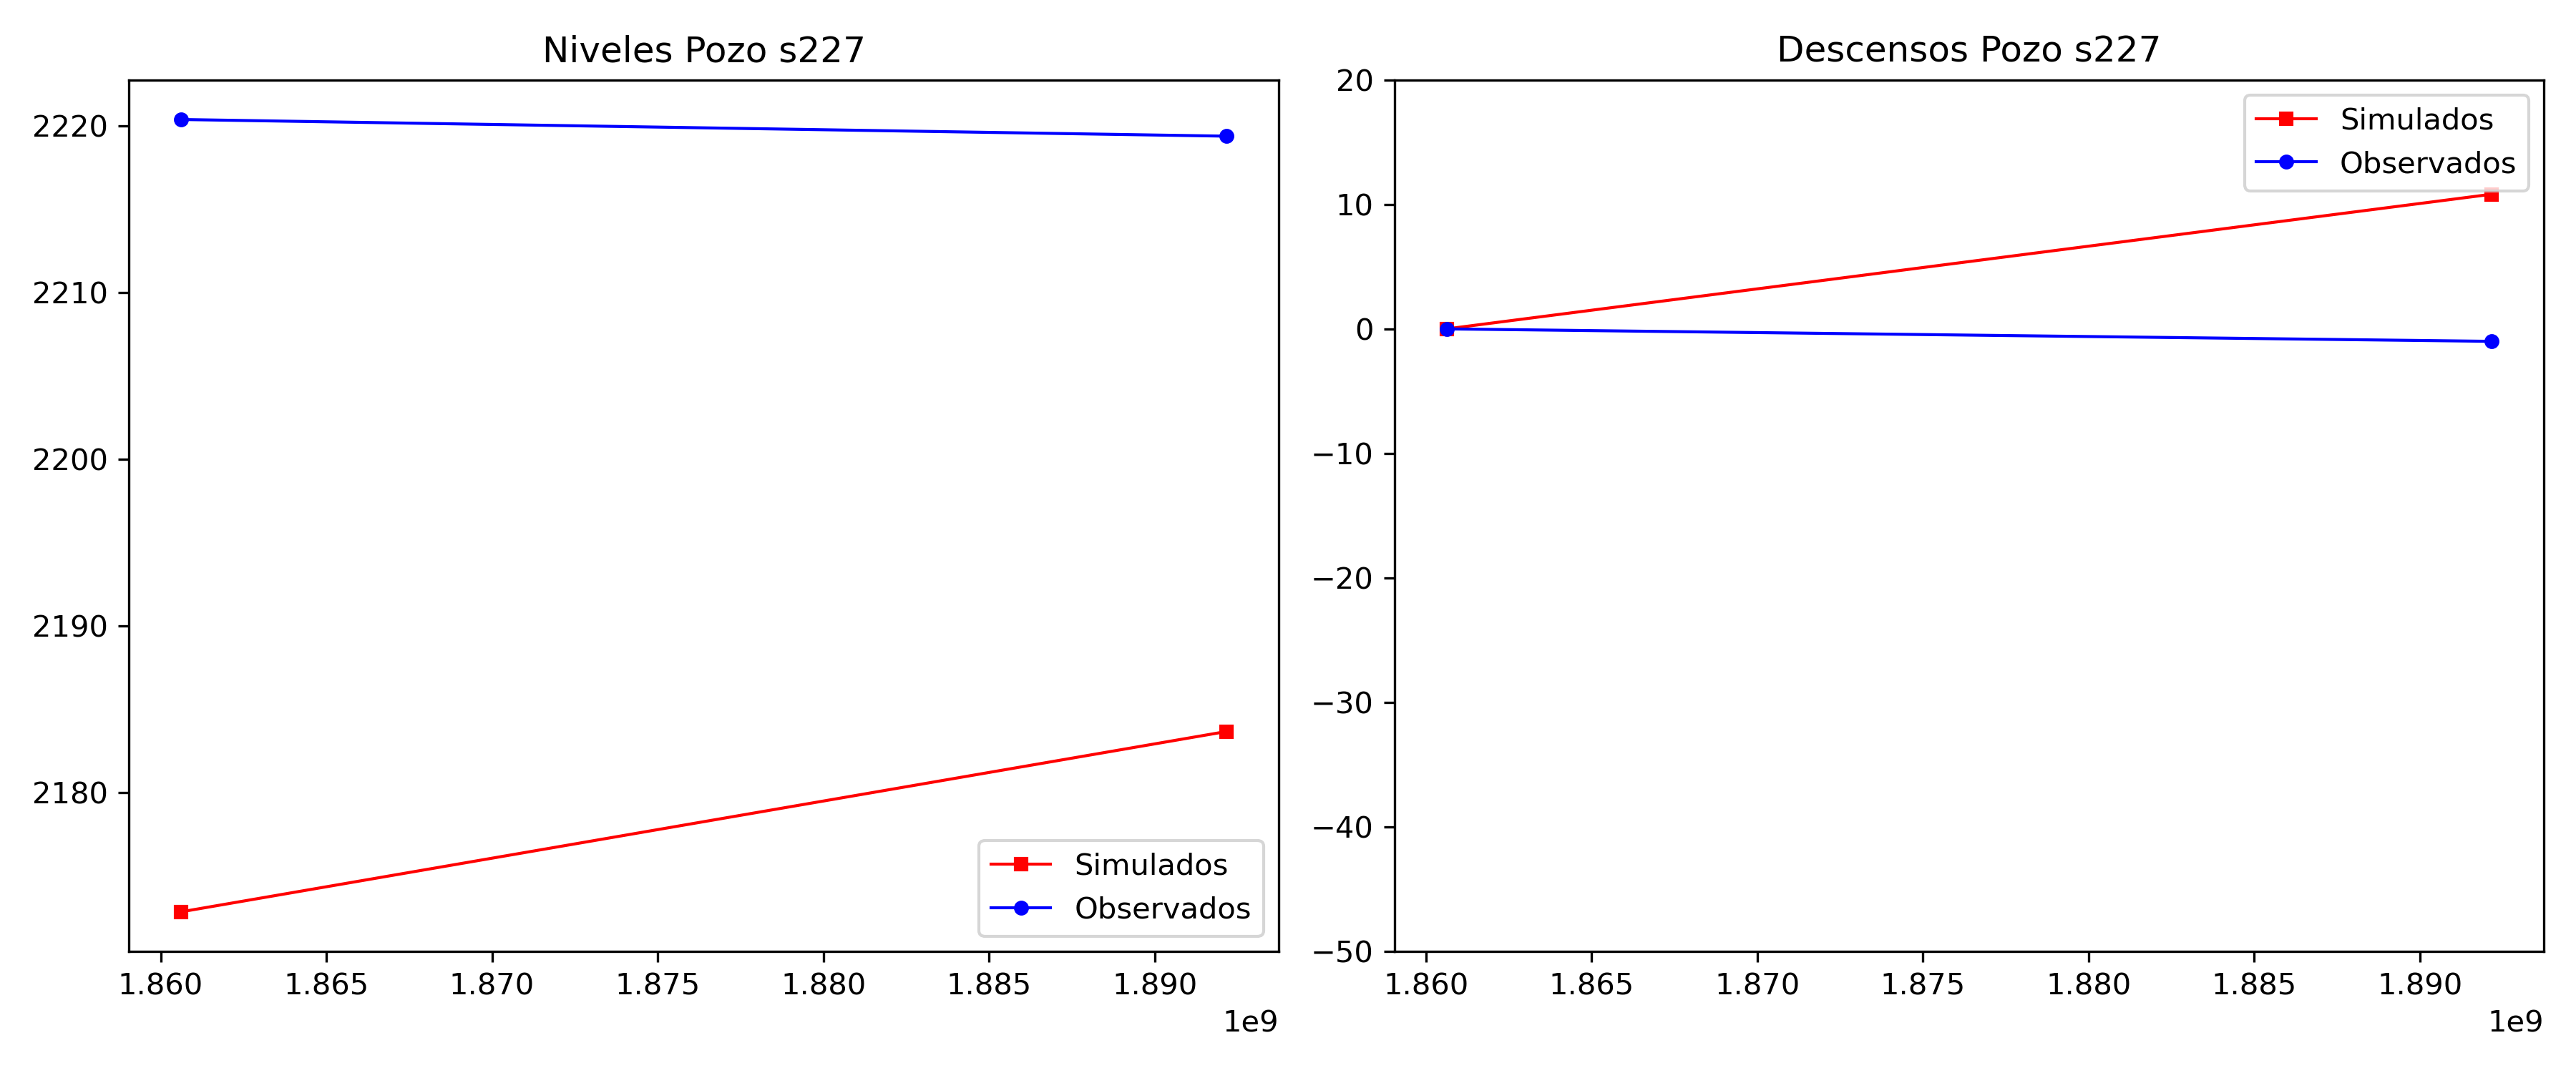 Niveles Pozo s227
2220
2210
2200
2190
2180
Simulados
Observados
1.860 1.865 1.870 1.875 1.880 1.885 1.890
1e9
Descensos Pozo s227
20
10
0
−10
−20
−30
−40
−50
Simulados
Observados
1.860 1.865 1.870 1.875 1.880 1.885 1.890
1e9